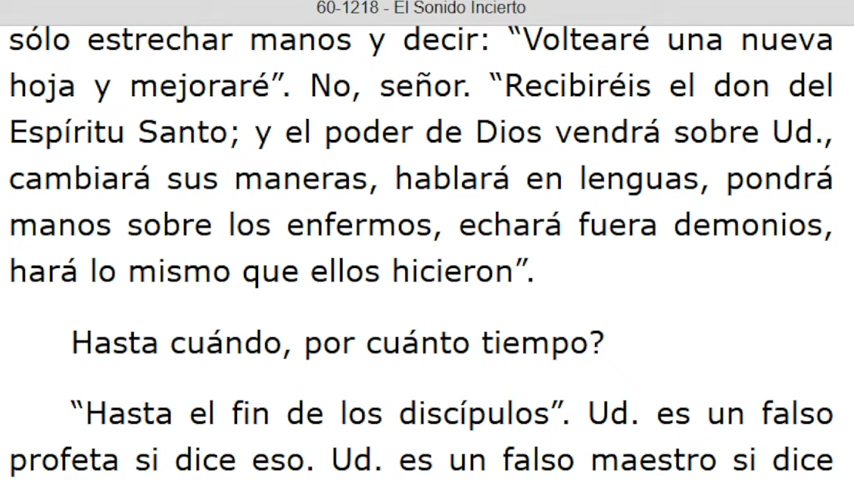 60-1218 - El Sonido Incierto
sólo estrechar manos y decir: “Voltearé una nueva
hoja y mejoraré”. No, señor. “Recibiréis el don del
Espíritu Santo; y el poder de Dios vendrá sobre Ud.,
cambiará sus maneras, hablará en lenguas, pondrá
manos sobre los enfermos, echará fuera demonios,
hará lo mismo que ellos hicieron”.
Hasta cuándo, por cuánto tiempo?
“Hasta el fin de los discípulos”. Ud. es un falso
profeta si dice eso. Ud. es un falso maestro si dice